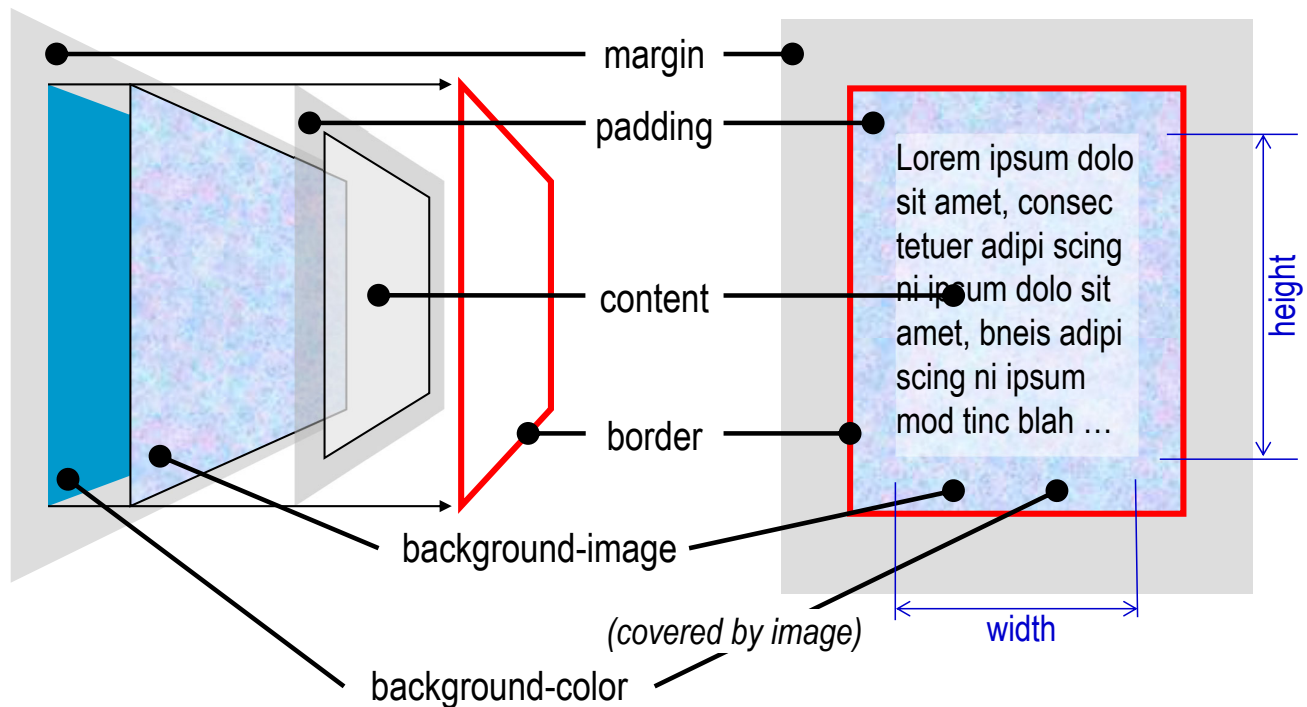 margin
padding
Lorem ipsum dolo
sit amet, consec
tetuer adipi scing
ni ipsum dolo sit
amet, bneis adipi
scing ni ipsum
mod tinc blah …
content
height
border
background-image
(covered by image)
width
background-color